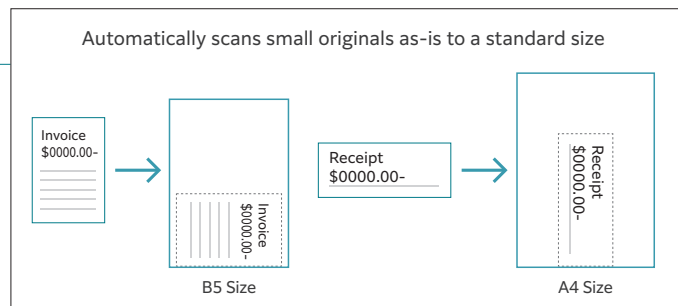 Automatically scans small originals as-is to a standard size
Invoice
$0000.00-
Invoice
$0000.00-
B5 Size
Receipt
$0000.00-
Receipt
$0000.00-
A4 Size